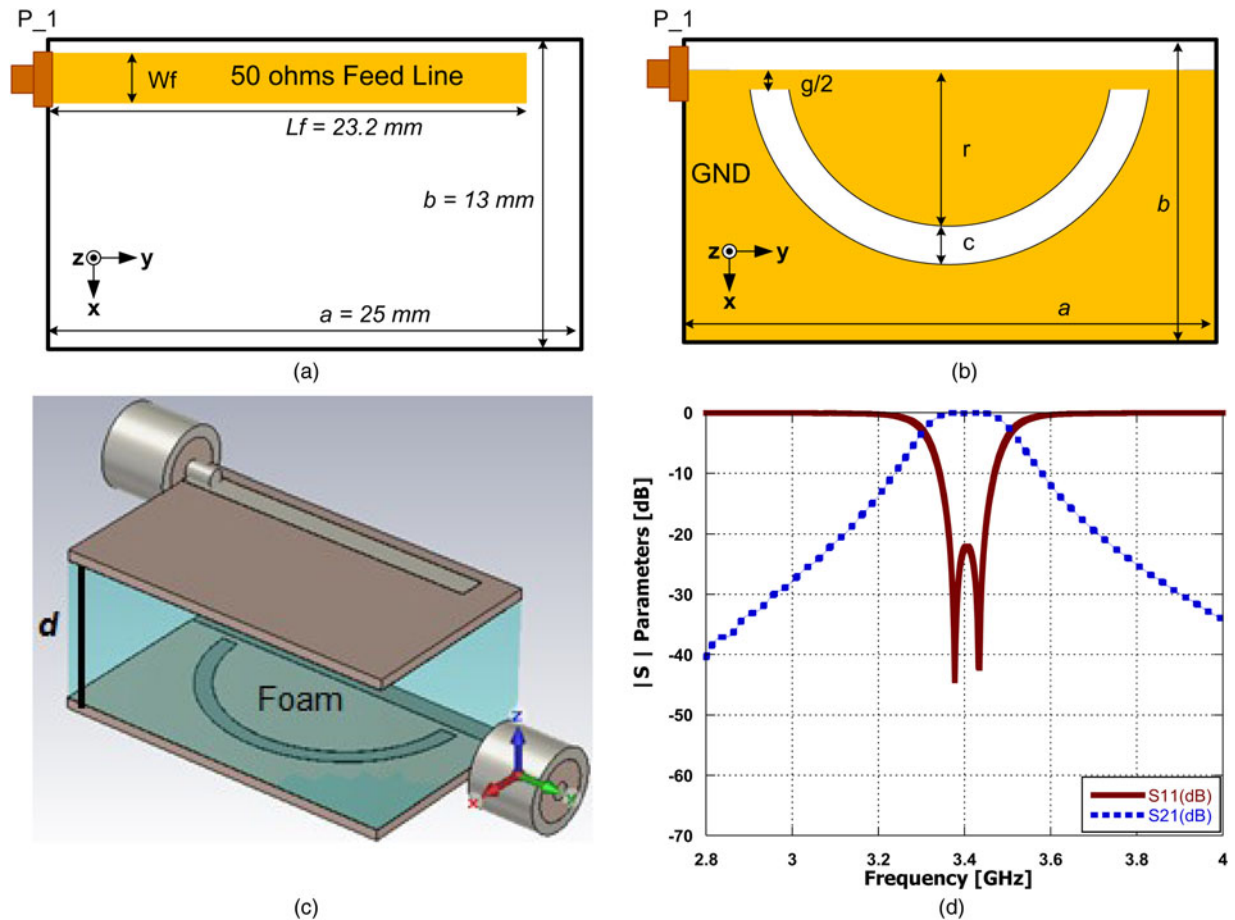 P_1
Wf
50 ohms Feed Line
Lf = 23.2 mm
b = 13 mm
z
y
x
a = 25 mm
(a)
P_1
g/2
r
GND
c
b
z
y
x
a
(b)
d
Foam
z
x
y
(c)
|S| Parameters [dB]
0
-10
-20
-30
-40
-50
-60
-70
S11(dB)
S21(dB)
2.8 3 3.2 3.4 3.6 3.8 4
Frequency [GHz]
(d)